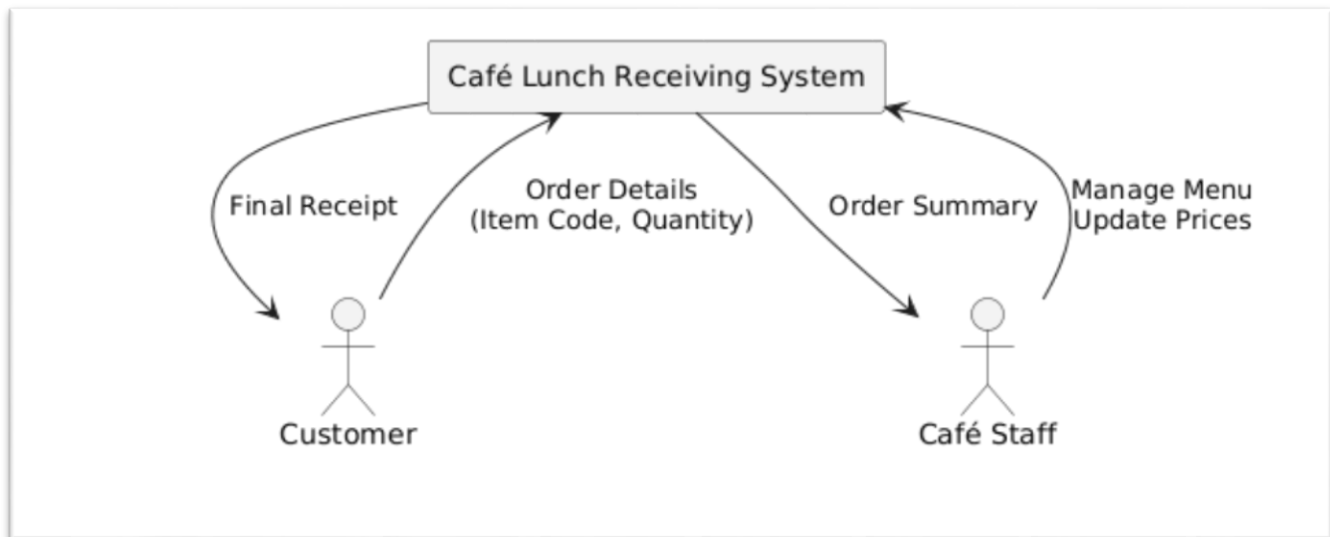 Café Lunch Receiving System
Final Receipt
Order Details
(Item Code, Quantity)
Order Summary
Manage Menu
Update Prices
Customer
Café Staff